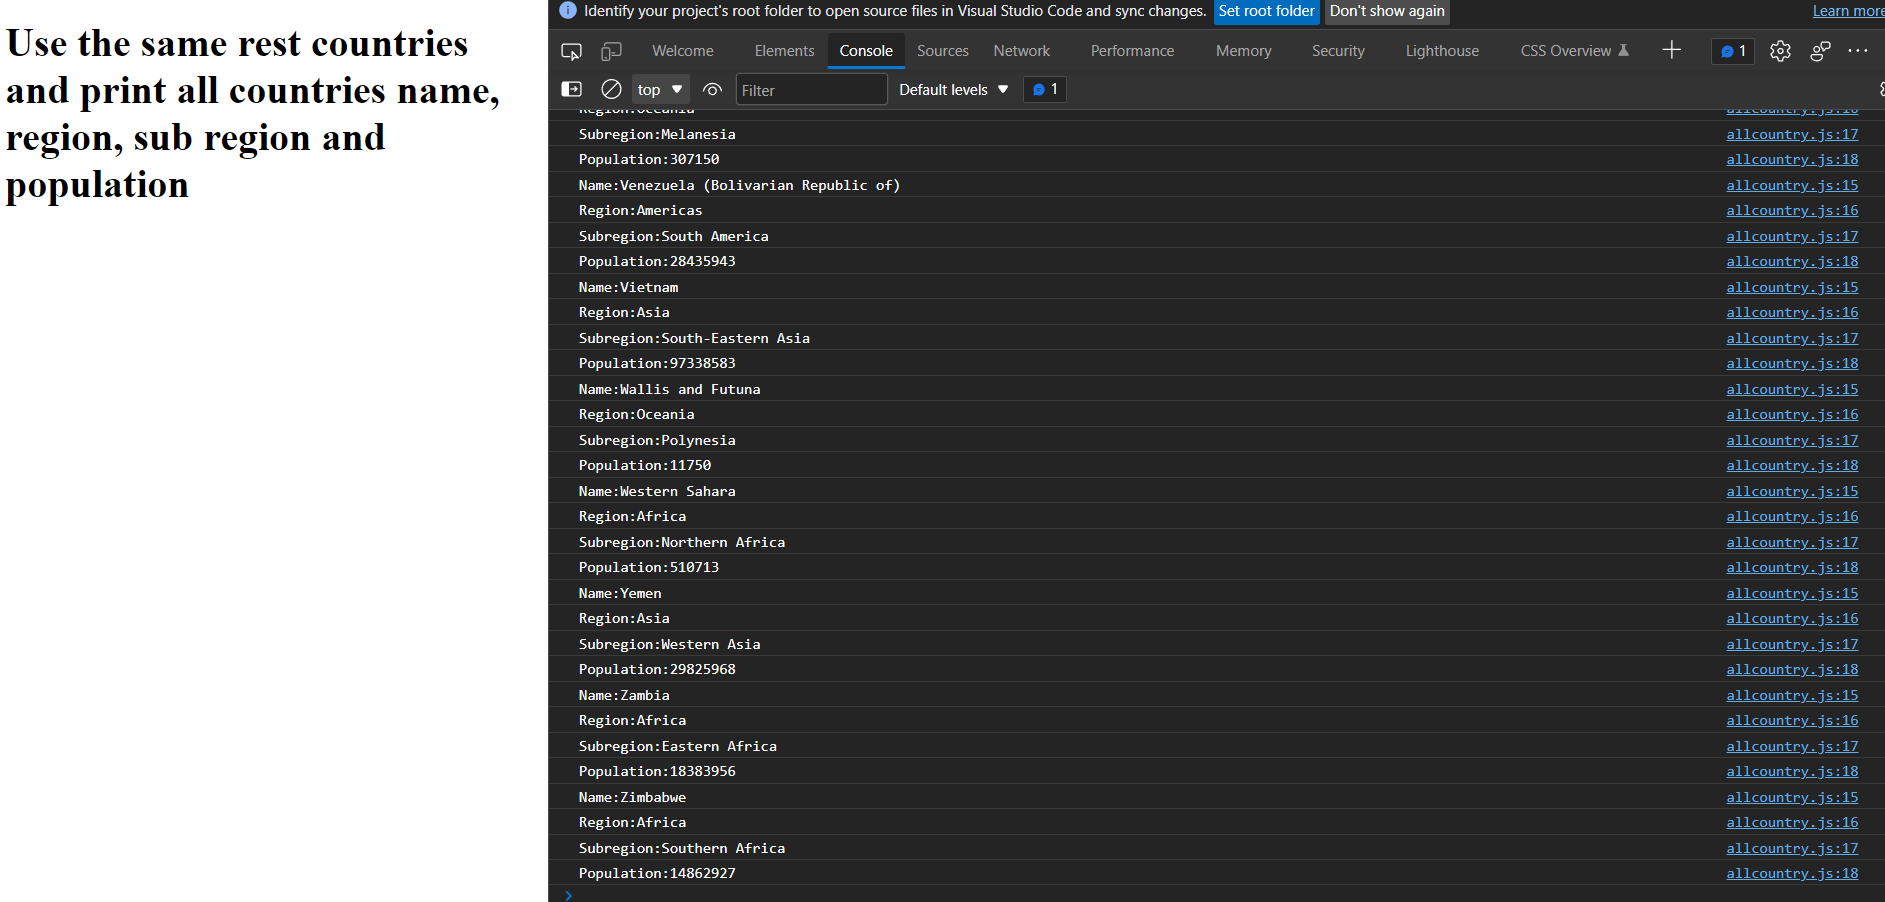 Use the same rest countries
and print all countries name,
region, sub region and
population
Identify your project's root folder to open source files in Visual Studio Code and sync changes. Set root folder Don't show again Learn more
Welcome Elements Console Sources Network Performance Memory Security Lighthouse CSS Overview 1
top Filter Default levels 1
Region:Oceania allcountry.js:16
Subregion:Melanesia allcountry.js:17
Population:307150 allcountry.js:18
Name:Venezuela (Bolivarian Republic of) allcountry.js:15
Region:Americas allcountry.js:16
Subregion:South America allcountry.js:17
Population:28435943 allcountry.js:18
Name:Vietnam allcountry.js:15
Region:Asia allcountry.js:16
Subregion:South-Eastern Asia allcountry.js:17
Population:97338583 allcountry.js:18
Name:Wallis and Futuna allcountry.js:15
Region:Oceania allcountry.js:16
Subregion:Polynesia allcountry.js:17
Population:11750 allcountry.js:18
Name:Western Sahara allcountry.js:15
Region:Africa allcountry.js:16
Subregion:Northern Africa allcountry.js:17
Population:510713 allcountry.js:18
Name:Yemen allcountry.js:15
Region:Asia allcountry.js:16
Subregion:Western Asia allcountry.js:17
Population:29825968 allcountry.js:18
Name:Zambia allcountry.js:15
Region:Africa allcountry.js:16
Subregion:Eastern Africa allcountry.js:17
Population:18383956 allcountry.js:18
Name:Zimbabwe allcountry.js:15
Region:Africa allcountry.js:16
Subregion:Southern Africa allcountry.js:17
Population:14862927 allcountry.js:18